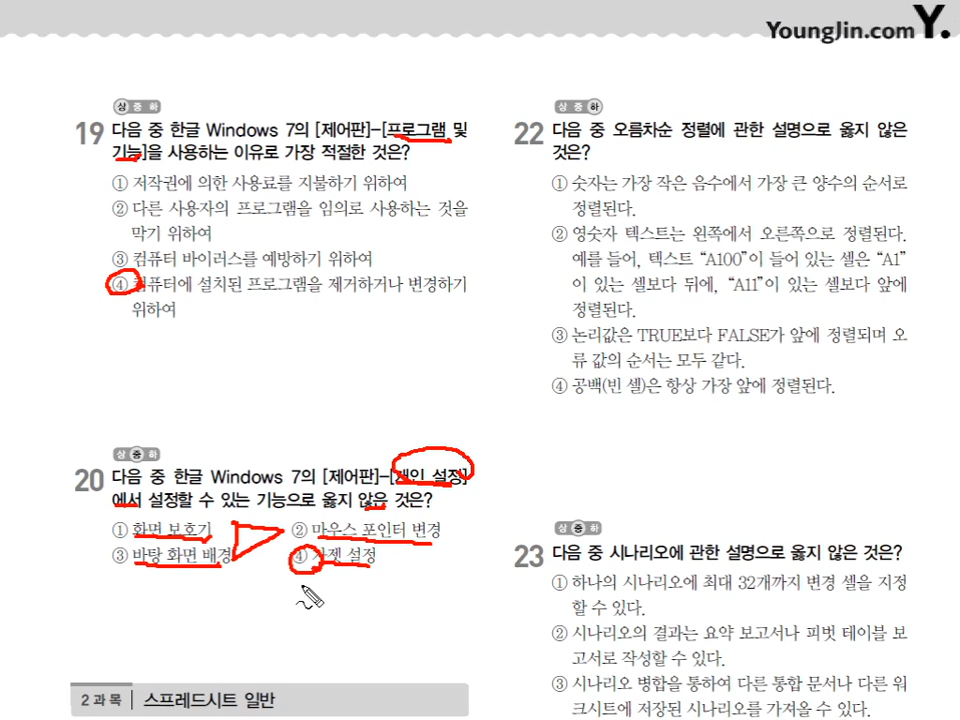 YoungJin.com Y.
상 중 하
19 다음 중 한글 Windows 7의 [제어판]-[프로그램 및
기능]을 사용하는 이유로 가장 적절한 것은?
① 저작권에 의한 사용료를 지불하기 위하여
② 다른 사용자의 프로그램을 임의로 사용하는 것을
막기 위하여
③ 컴퓨터 바이러스를 예방하기 위하여
④ 컴퓨터에 설치된 프로그램을 제거하거나 변경하기
위하여
상 중 하
20 다음 중 한글 Windows 7의 [제어판]-[개인 설정]
에서 설정할 수 있는 기능으로 옳지 않은 것은?
① 화면 보호기 ② 마우스 포인터 변경
③ 바탕 화면 배경 ④ 가젯 설정
2과목 스프레드시트 일반
상 중 하
22 다음 중 오름차순 정렬에 관한 설명으로 옳지 않은
것은?
① 숫자는 가장 작은 음수에서 가장 큰 양수의 순서로
정렬된다.
② 영숫자 텍스트는 왼쪽에서 오른쪽으로 정렬된다.
예를 들어, 텍스트 “A100”이 들어 있는 셀은 “A1”
이 있는 셀보다 뒤에, “A11”이 있는 셀보다 앞에
정렬된다.
③ 논리값은 TRUE보다 FALSE가 앞에 정렬되며 오
류 값의 순서는 모두 같다.
④ 공백(빈 셀)은 항상 가장 앞에 정렬된다.
상 중 하
23 다음 중 시나리오에 관한 설명으로 옳지 않은 것은?
① 하나의 시나리오에 최대 32개까지 변경 셀을 지정
할 수 있다.
② 시나리오의 결과는 요약 보고서나 피벗 테이블 보
고서로 작성할 수 있다.
③ 시나리오 병합을 통하여 다른 통합 문서나 다른 워
크시트에 저장된 시나리오를 가져올 수 있다.